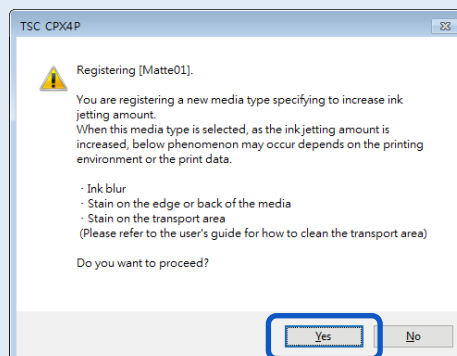 TSC CPX4P
Registering [Matte01].
You are registering a new media type specifying to increase ink
jetting amount.
When this media type is selected, as the ink jetting amount is
increased, below phenomenon may occur depends on the printing
environment or the print data.
· Ink blur
· Stain on the edge or back of the media
· Stain on the transport area
(Please refer to the user's guide for how to clean the transport area)
Do you want to proceed?
Yes No